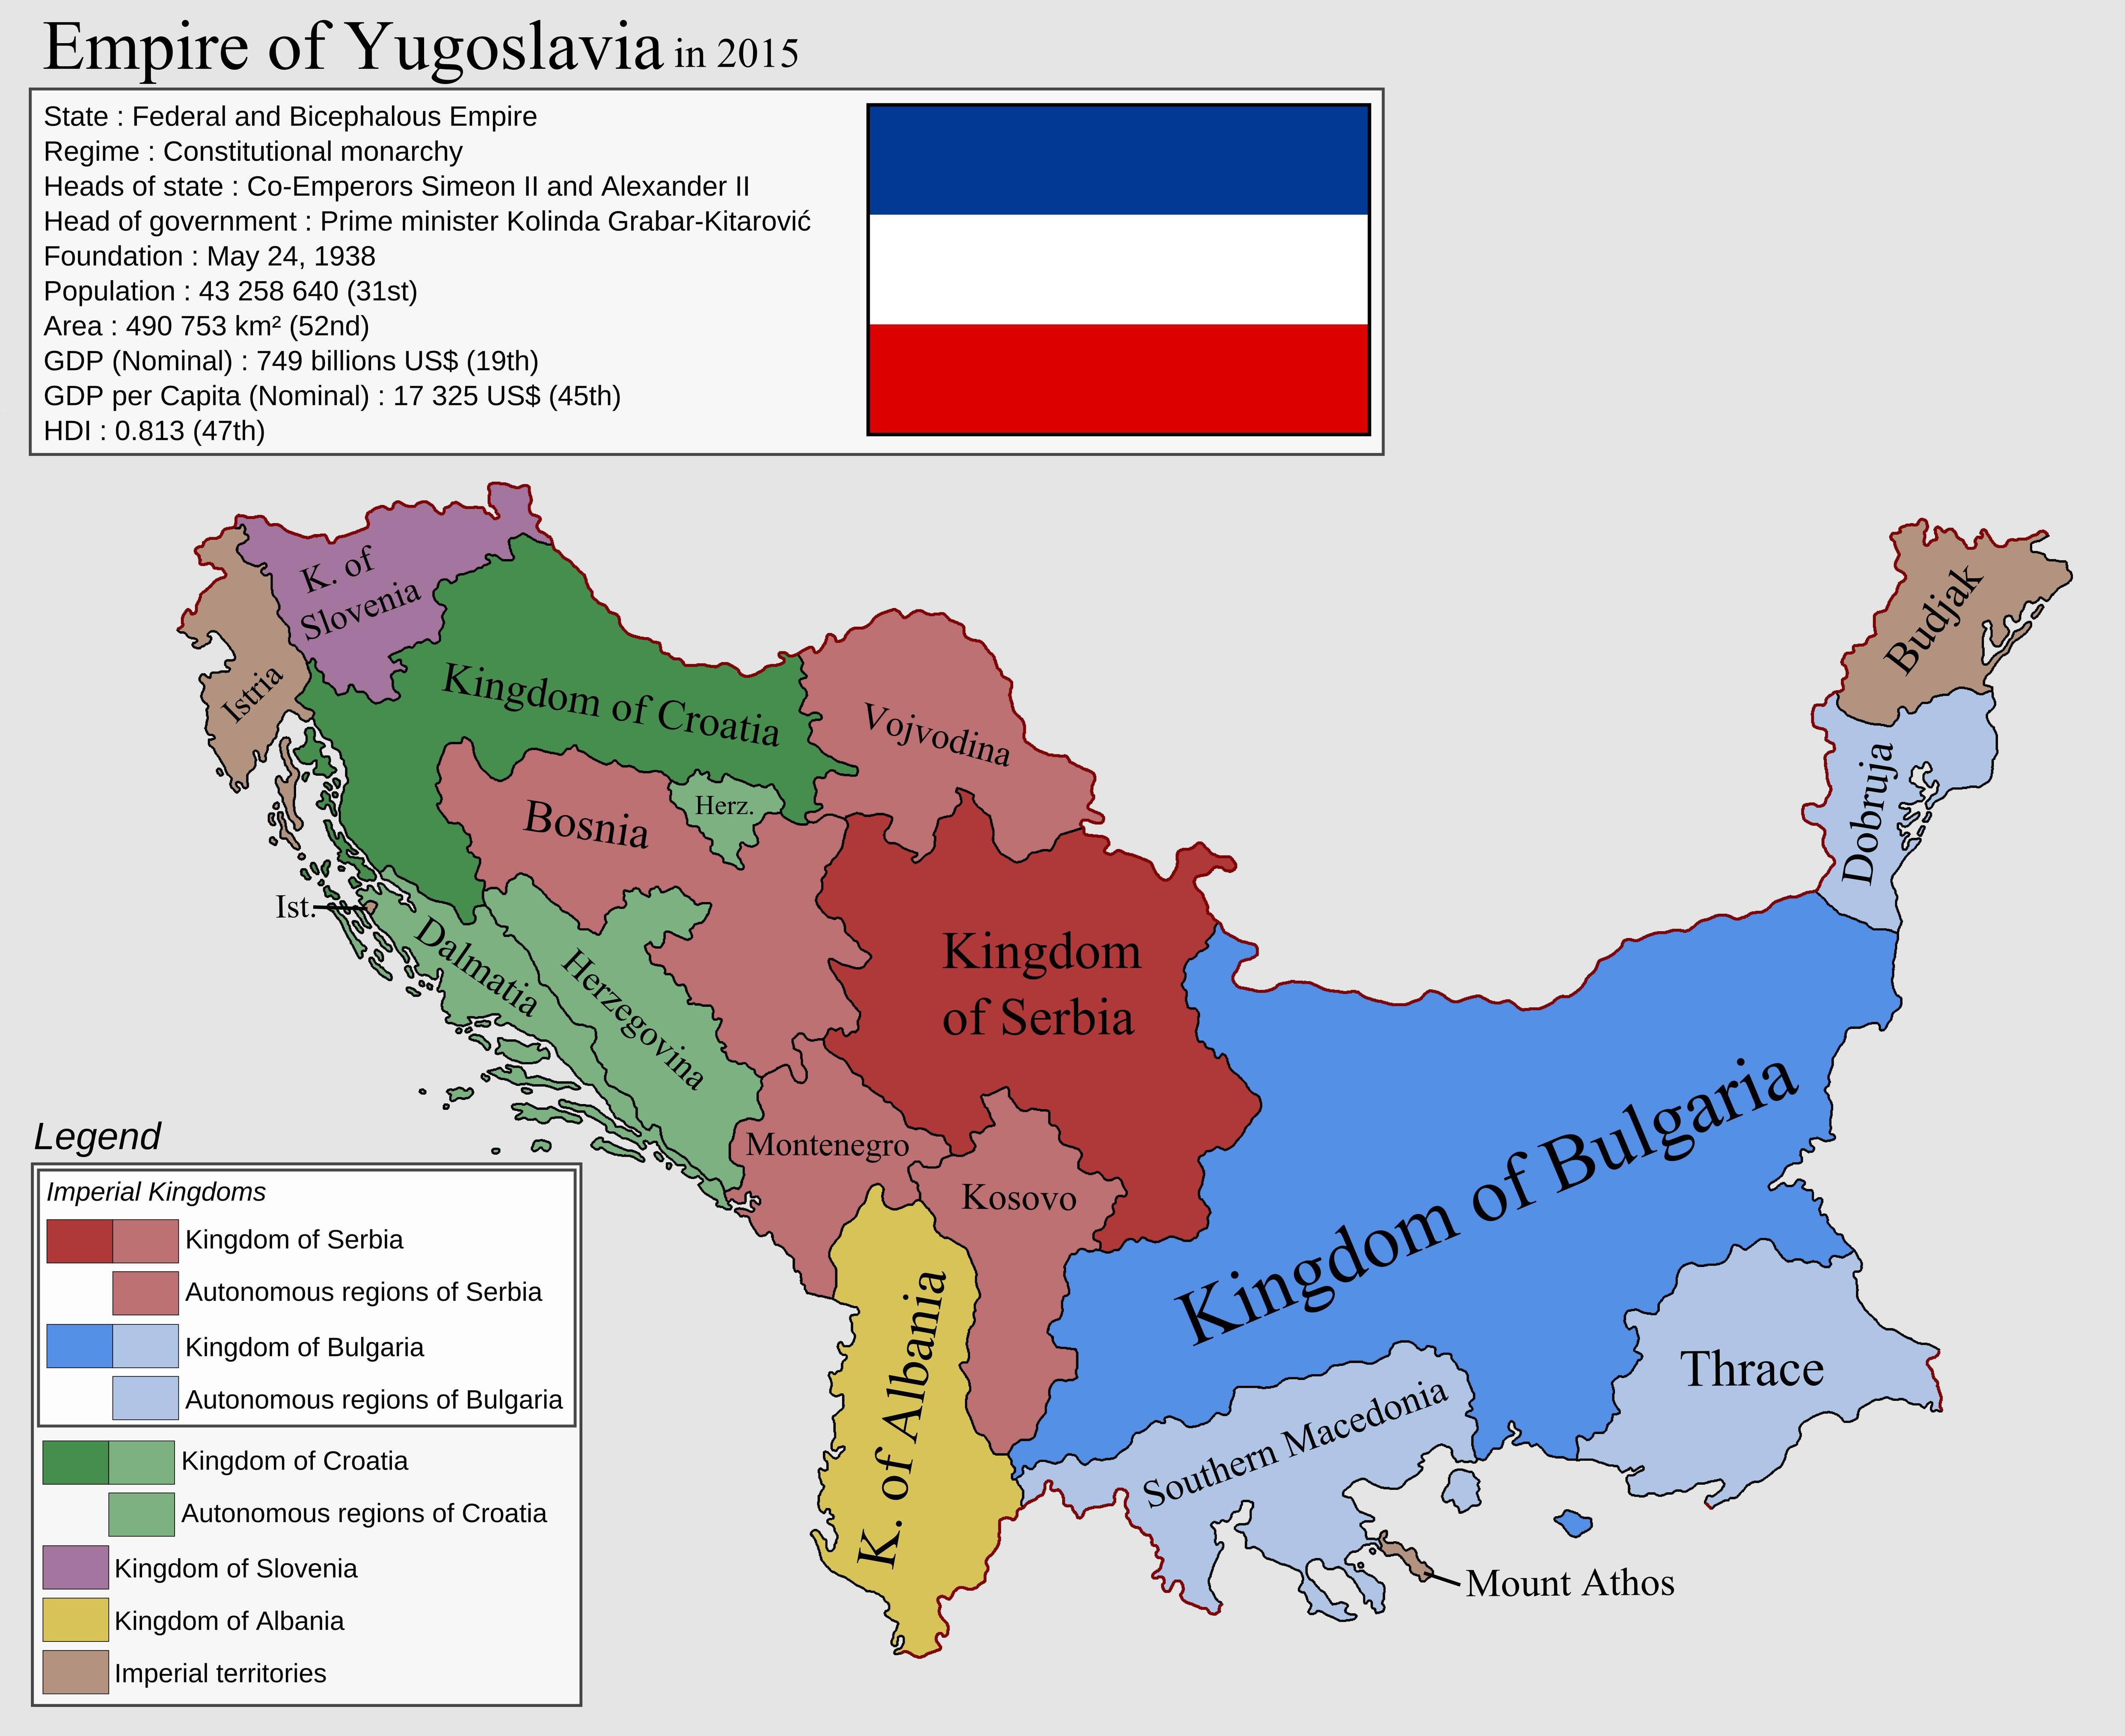 Empire of Yugoslavia in 2015
State : Federal and Bicephalous Empire
Regime : Constitutional monarchy
Heads of state : Co-Emperors Simeon II and Alexander II
Head of government : Prime minister Kolinda Grabar-Kitarović
Foundation : May 24, 1938
Population : 43 258 640 (31st)
Area : 490 753 km² (52nd)
GDP (Nominal) : 749 billions US$ (19th)
GDP per Capita (Nominal) : 17 325 US$ (45th)
HDI : 0.813 (47th)
K. of
Slovenia
Istria
Kingdom of Croatia
Vojvodina
Budjak
Herz.
Bosnia
Dobruja
Ist.
Dalmatia
Herzegovina
Kingdom
of Serbia
Kingdom of Bulgaria
Montenegro
Kosovo
K. of Albania
Thrace
Southern Macedonia
Mount Athos
Legend
Imperial Kingdoms
Kingdom of Serbia
Autonomous regions of Serbia
Kingdom of Bulgaria
Autonomous regions of Bulgaria
Kingdom of Croatia
Autonomous regions of Croatia
Kingdom of Slovenia
Kingdom of Albania
Imperial territories